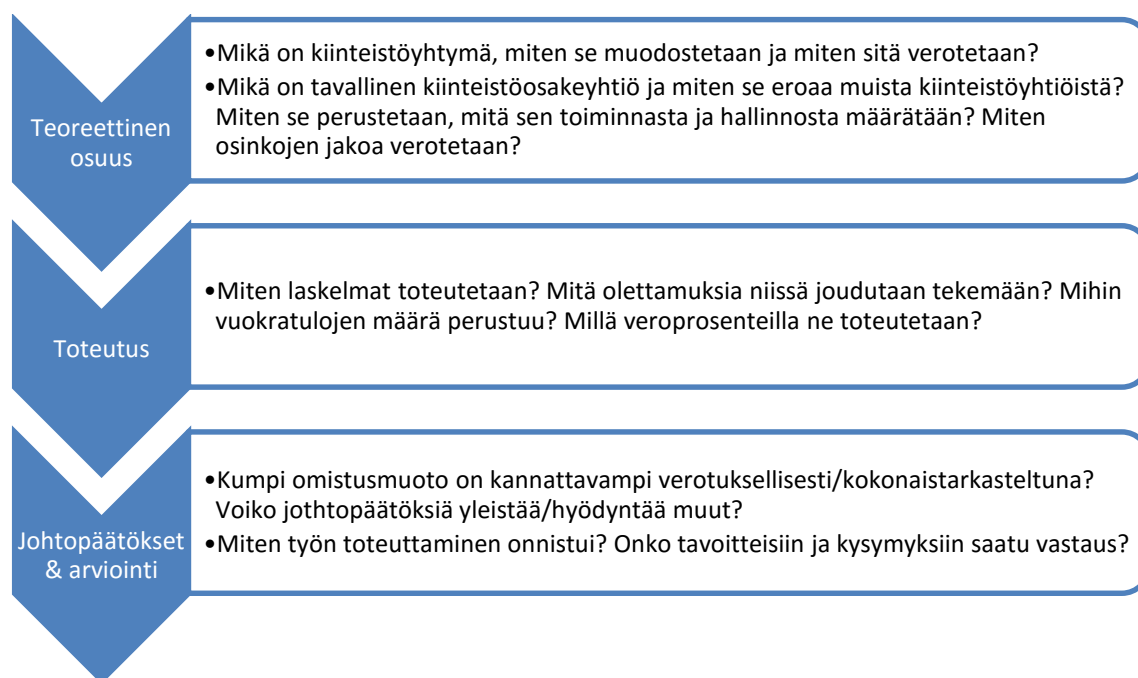 Teoreettinen
osuus
•Mikä on kiinteistöyhtymä, miten se muodostetaan ja miten sitä verotetaan?
•Mikä on tavallinen kiinteistöosakeyhtiö ja miten se eroaa muista kiinteistöyhtiöistä?
Miten se perustetaan, mitä sen toiminnasta ja hallinnosta määrätään? Miten
osinkojen jakoa verotetaan?
Toteutus
•Miten laskelmat toteutetaan? Mitä olettamuksia niissä joudutaan tekemään? Mihin
vuokratulojen määrä perustuu? Millä veroprosenteilla ne toteutetaan?
Johtopäätökset
& arviointi
•Kumpi omistusmuoto on kannattavampi verotuksellisesti/kokonaistarkasteltuna?
Voiko jothtopäätöksiä yleistää/hyödyntää muut?
•Miten työn toteuttaminen onnistui? Onko tavoitteisiin ja kysymyksiin saatu vastaus?